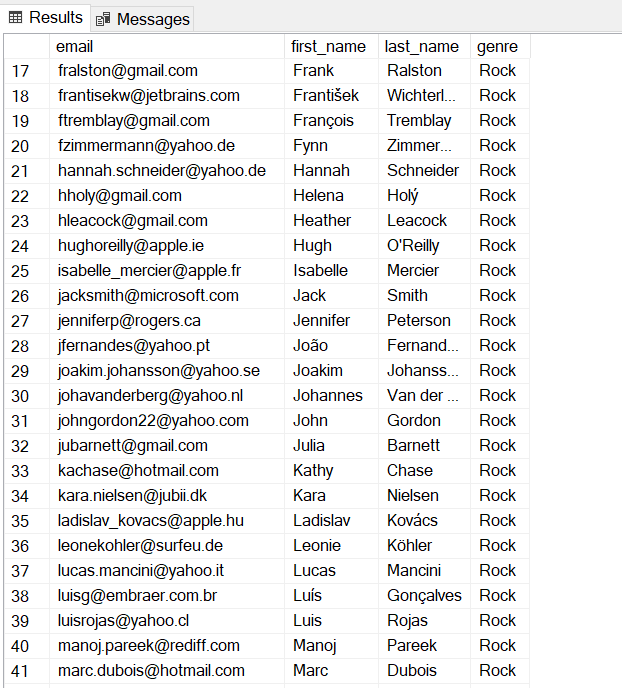 Results Messages
email first_name last_name genre
17 fralston@gmail.com Frank Ralston Rock
18 frantisekw@jetbrains.com František Wichterl... Rock
19 ftremblay@gmail.com François Tremblay Rock
20 fzimmermann@yahoo.de Fynn Zimmer... Rock
21 hannah.schneider@yahoo.de Hannah Schneider Rock
22 hholy@gmail.com Helena Holý Rock
23 hleacock@gmail.com Heather Leacock Rock
24 hughoreilly@apple.ie Hugh O'Reilly Rock
25 isabelle_mercier@apple.fr Isabelle Mercier Rock
26 jacksmith@microsoft.com Jack Smith Rock
27 jenniferp@rogers.ca Jennifer Peterson Rock
28 jfernandes@yahoo.pt João Fernand... Rock
29 joakim.johansson@yahoo.se Joakim Johanss... Rock
30 johavanderberg@yahoo.nl Johannes Van der ... Rock
31 johngordon22@yahoo.com John Gordon Rock
32 jubarnett@gmail.com Julia Barnett Rock
33 kachase@hotmail.com Kathy Chase Rock
34 kara.nielsen@jubii.dk Kara Nielsen Rock
35 ladislav_kovacs@apple.hu Ladislav Kovács Rock
36 leonekohler@surfeu.de Leonie Köhler Rock
37 lucas.mancini@yahoo.it Lucas Mancini Rock
38 luisg@embraer.com.br Luís Gonçalves Rock
39 luisrojas@yahoo.cl Luis Rojas Rock
40 manoj.pareek@rediff.com Manoj Pareek Rock
41 marc.dubois@hotmail.com Marc Dubois Rock